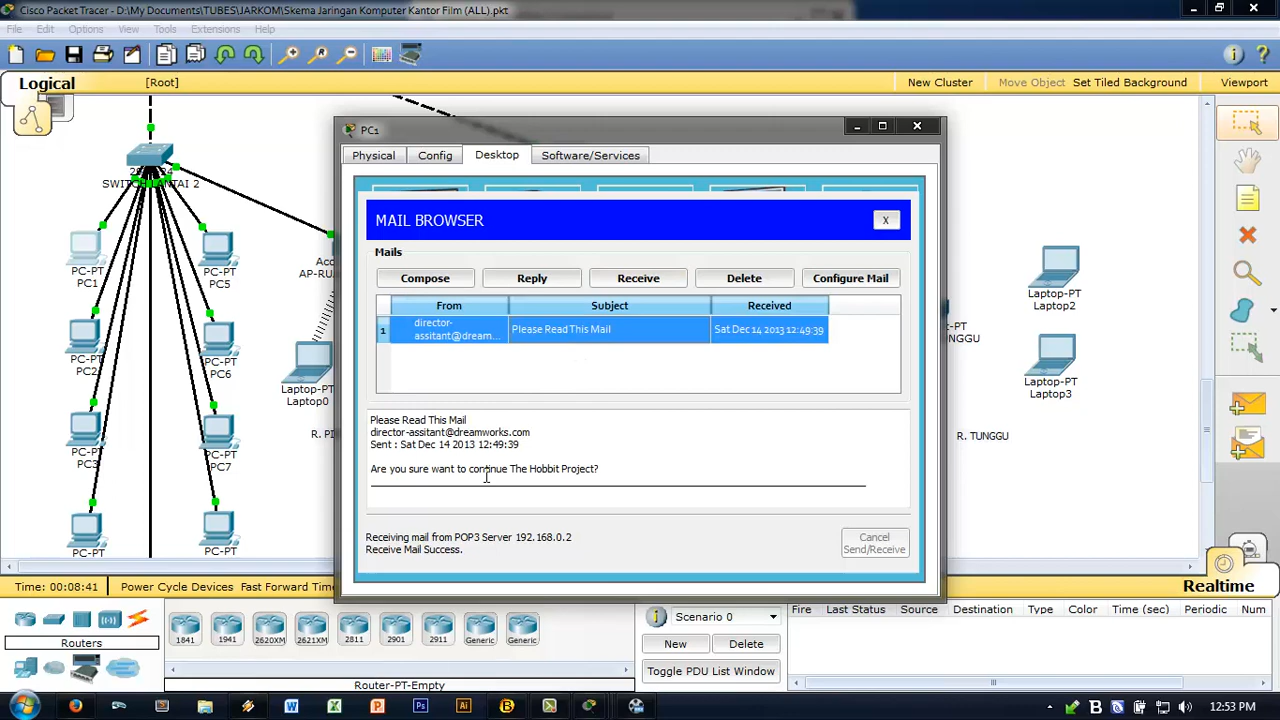 Cisco Packet Tracer - D:\My Documents\TUBES\JARKOM\Skema Jaringan Komputer Kantor Film (ALL).pkt
File Edit Options View Tools Extensions Help
Logical [Root] New Cluster Move Object Set Tiled Background Viewport
SWITCH LANTAI 2
PC-PT
PC1
PC-PT
PC5
PC-PT
PC2
PC-PT
PC6
PC-PT
PC3
PC-PT
PC7
PC-PT
PC-PT
Laptop-PT
Laptop0
PC1
Physical Config Desktop Software/Services
MAIL BROWSER X
Mails
Compose Reply Receive Delete Configure Mail
From Subject Received
1 director-assitant@dream... Please Read This Mail Sat Dec 14 2013 12:49:39
Please Read This Mail
director-assitant@dreamworks.com
Sent : Sat Dec 14 2013 12:49:39
Are you sure want to continue The Hobbit Project?
Receiving mail from POP3 Server 192.168.0.2
Receive Mail Success.
Cancel
Send/Receive
Laptop-PT
Laptop2
Laptop-PT
Laptop3
R. TUNGGU
Time: 00:08:41 Power Cycle Devices Fast Forward Realtime
Routers
1841 1941 2620XM 2621XM 2811 2901 2911 Generic Generic
Router-PT-Empty
Scenario 0
New Delete
Toggle PDU List Window
Fire Last Status Source Destination Type Color Time (sec) Periodic Num
12:53 PM